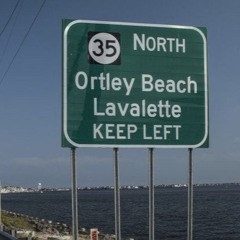 35 NORTH
Ortley Beach
Lavalette
KEEP LEFT